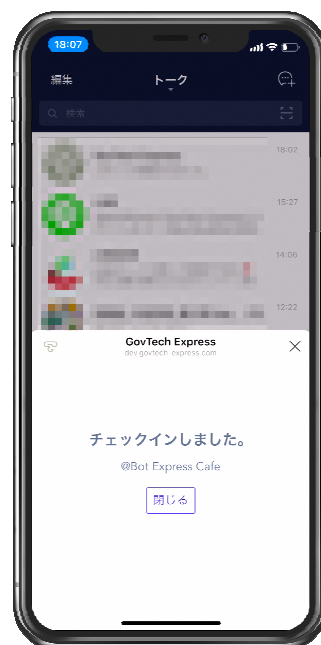 18:07
編集
トーク
検索
18:02
15:27
14:06
12:22
GovTech Express
dev.govtech-express.com
チェックインしました。
@Bot Express Cafe
閉じる